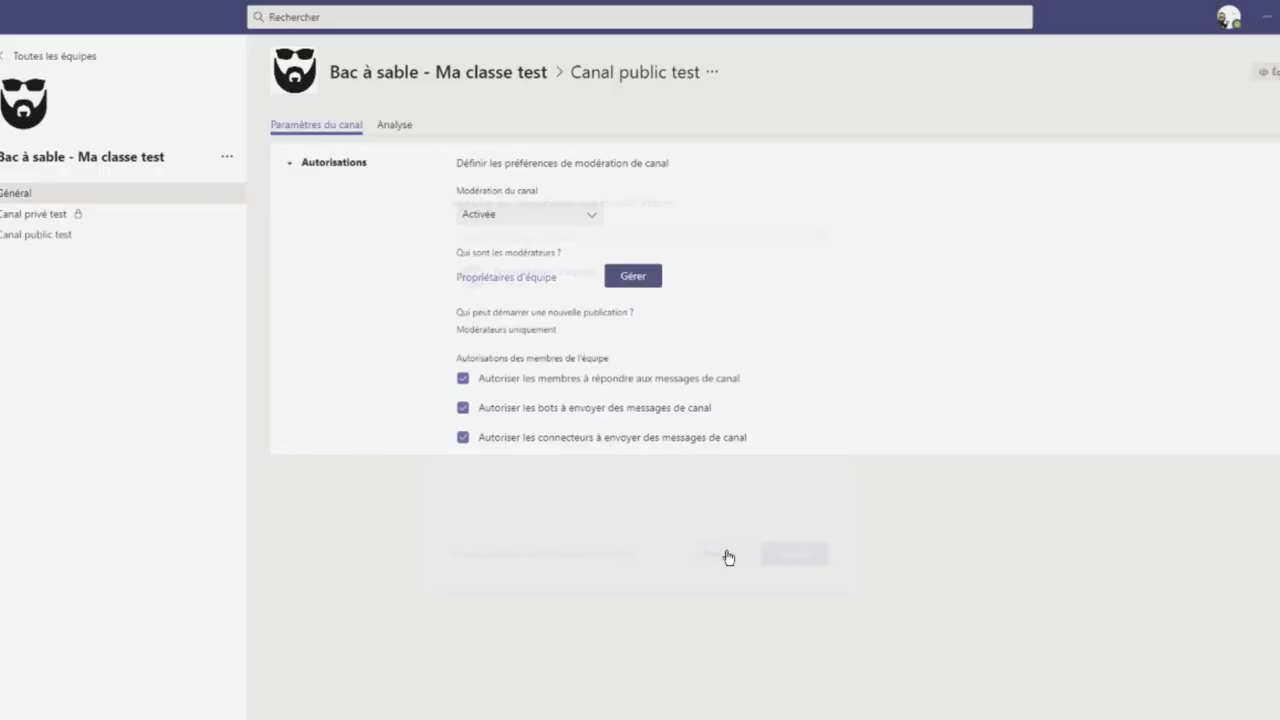 Rechercher
Toutes les équipes
Bac à sable - Ma classe test > Canal public test ...
Paramètres du canal
Analyse
Bac à sable - Ma classe test ...
Général
Canal privé test
Canal public test
Autorisations
Définir les préférences de modération de canal
Modération du canal
Activée
Qui sont les modérateurs ?
Propriétaires d'équipe
Gérer
Qui peut démarrer une nouvelle publication ?
Modérateurs uniquement
Autorisations des membres de l'équipe
Autoriser les membres à répondre aux messages de canal
Autoriser les bots à envoyer des messages de canal
Autoriser les connecteurs à envoyer des messages de canal